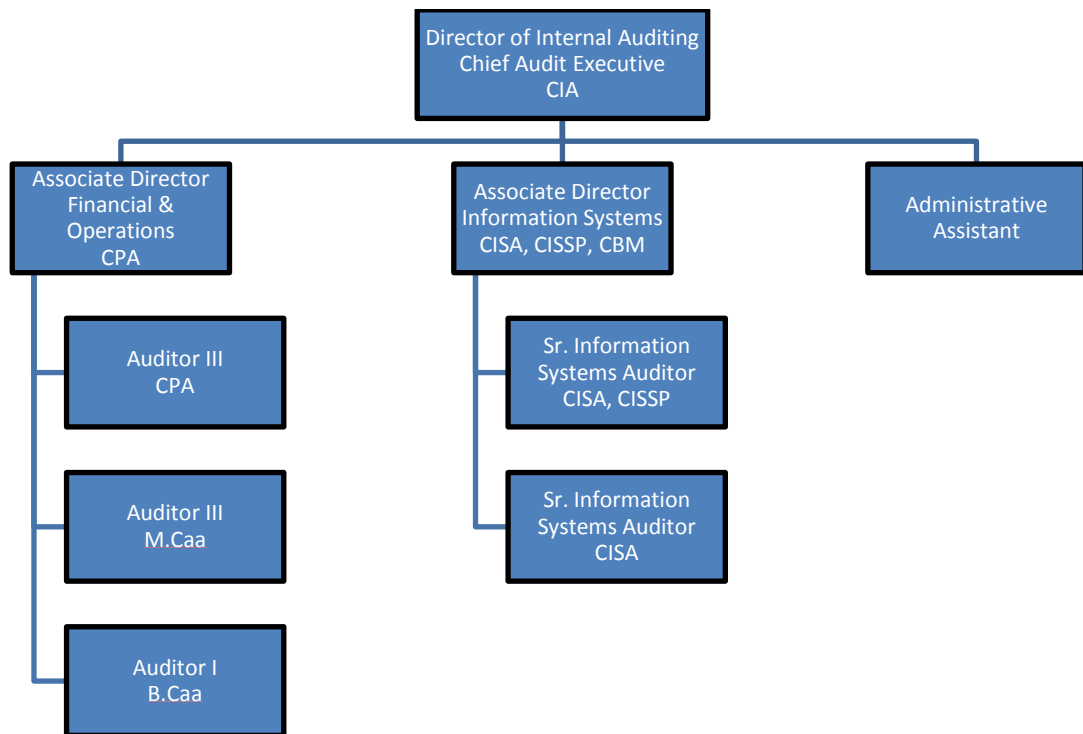 Director of Internal Auditing
Chief Audit Executive
CIA
Associate Director
Financial &
Operations
CPA
Associate Director
Information Systems
CISA, CISSP, CBM
Administrative
Assistant
Auditor III
CPA
Sr. Information
Systems Auditor
CISA, CISSP
Auditor III
M.Caa
Sr. Information
Systems Auditor
CISA
Auditor I
B.Caa